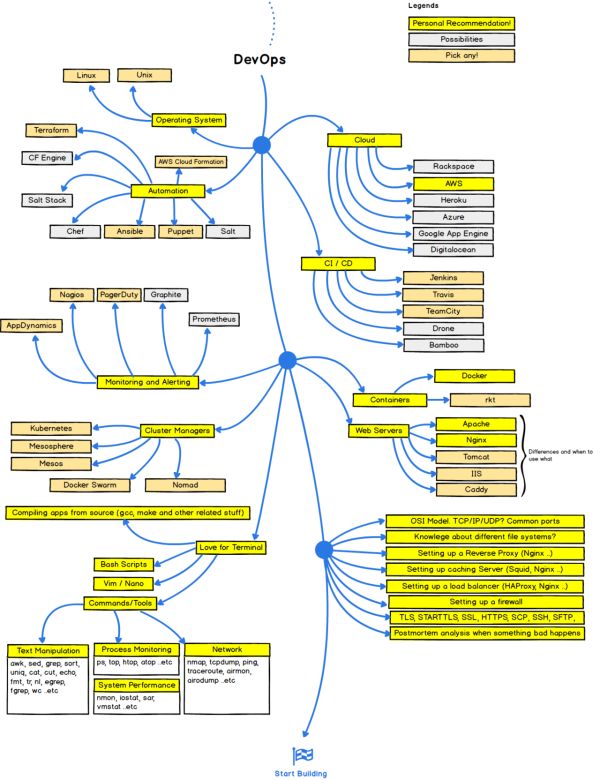 Legends
Personal Recommendation!
Possibilities
Pick any!
DevOps
Linux
Unix
Operating System
Terraform
CF Engine
AWS Cloud Formation
Salt Stack
Automation
Chef
Ansible
Puppet
Salt
Cloud
Rackspace
AWS
Heroku
Azure
Google App Engine
Digitalocean
CI / CD
Jenkins
Travis
TeamCity
Drone
Bamboo
Nagios
PagerDuty
Graphite
Prometheus
AppDynamics
Monitoring and Alerting
Docker
Containers
rkt
Kubernetes
Cluster Managers
Mesosphere
Mesos
Docker Swarm
Nomad
Web Servers
Apache
Nginx
Tomcat
IIS
Caddy
Differences and when to
use what
Compiling apps from source (gcc, make and other related stuff)
Love for Terminal
Bash Scripts
Vim / Nano
Commands/Tools
OSI Model. TCP/IP/UDP? Common ports
Knowlege about different file systems?
Setting up a Reverse Proxy (Nginx ..)
Setting up caching Server (Squid, Nginx ..)
Setting up a load balancer (HAProxy, Nginx ..)
Setting up a firewall
TLS, STARTTLS, SSL, HTTPS, SCP, SSH, SFTP,
Postmortem analysis when something bad happens
Text Manipulation
awk, sed, grep, sort,
uniq, cat, cut, echo,
fmt, tr, nl, egrep,
fgrep, wc ..etc
Process Monitoring
ps, top, htop, atop ..etc
System Performance
nmon, iostat, sar,
vmstat ..etc
Network
nmap, tcpdump, ping,
traceroute, airmon,
airodump ..etc
Start Building